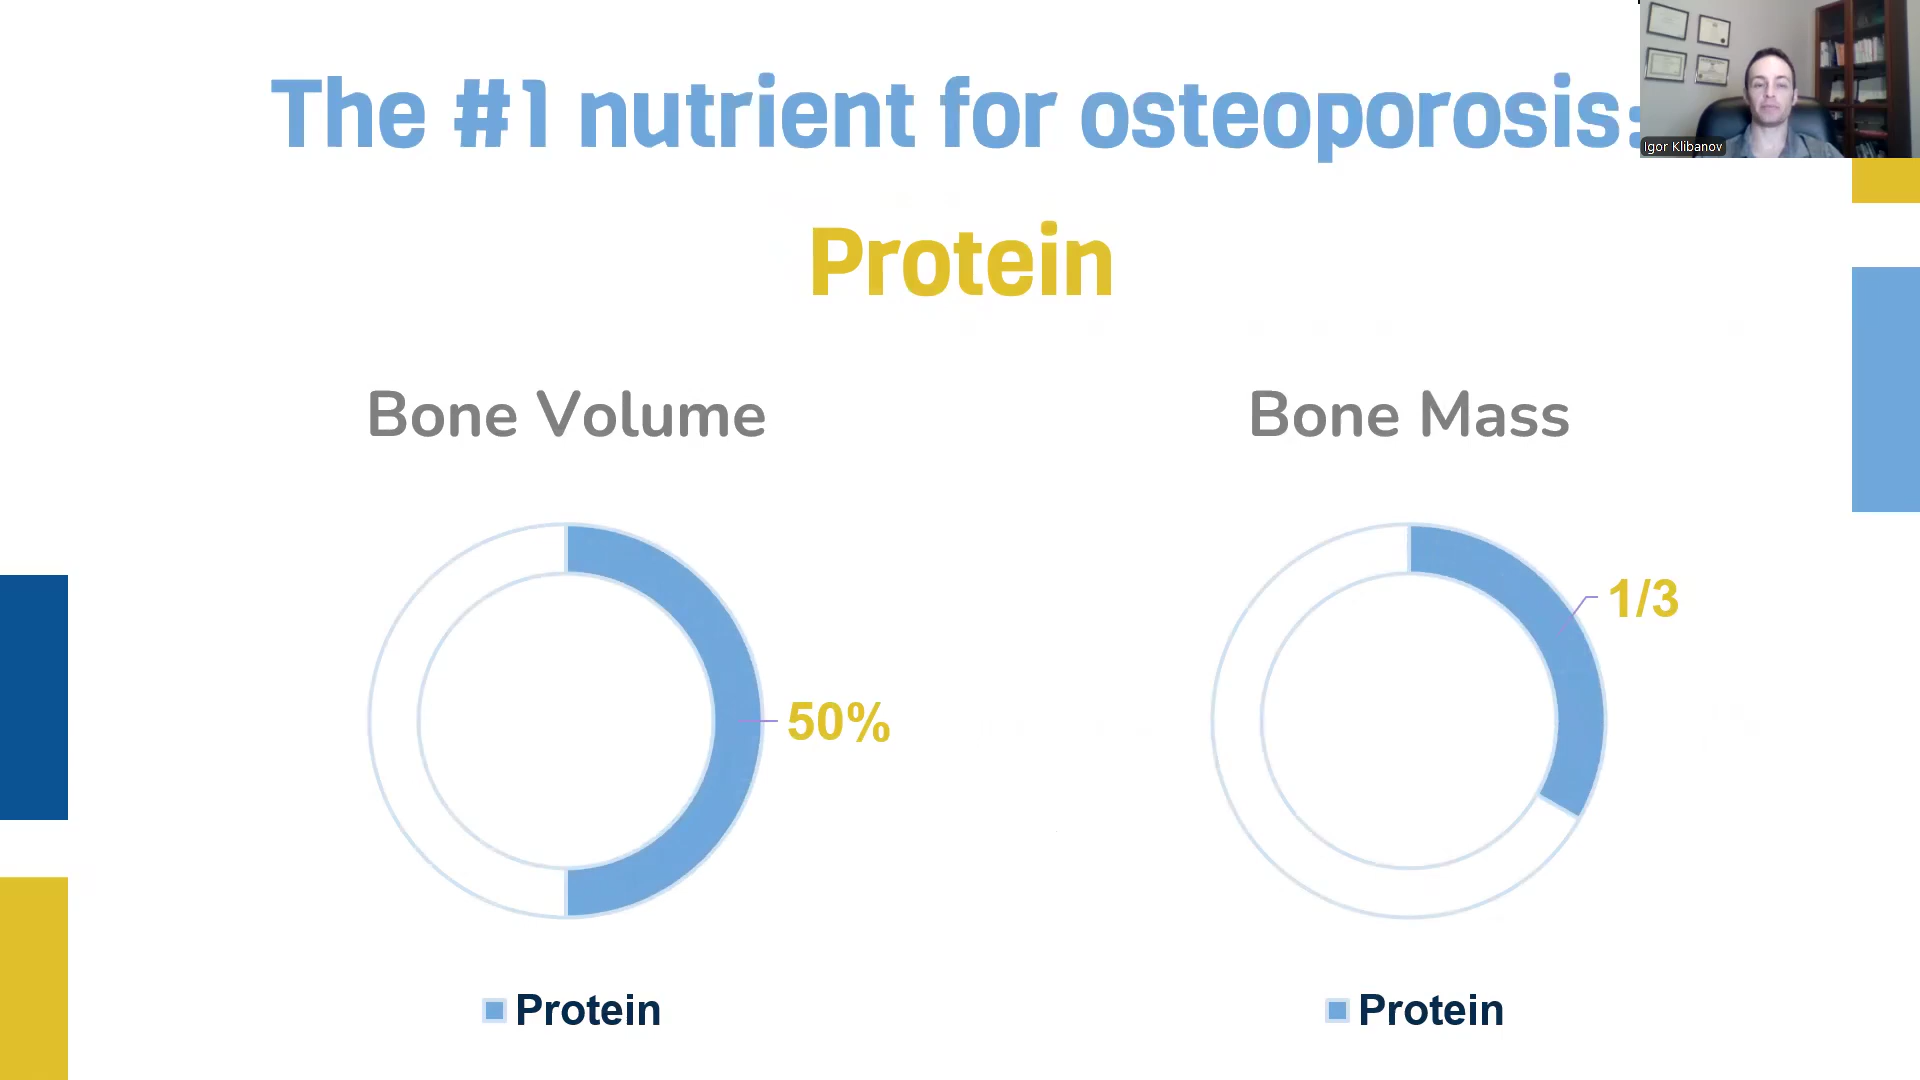 The #1 nutrient for osteoporosis:
Igor Klibanov
Protein
Bone Volume
Bone Mass
50%
1/3
Protein
Protein